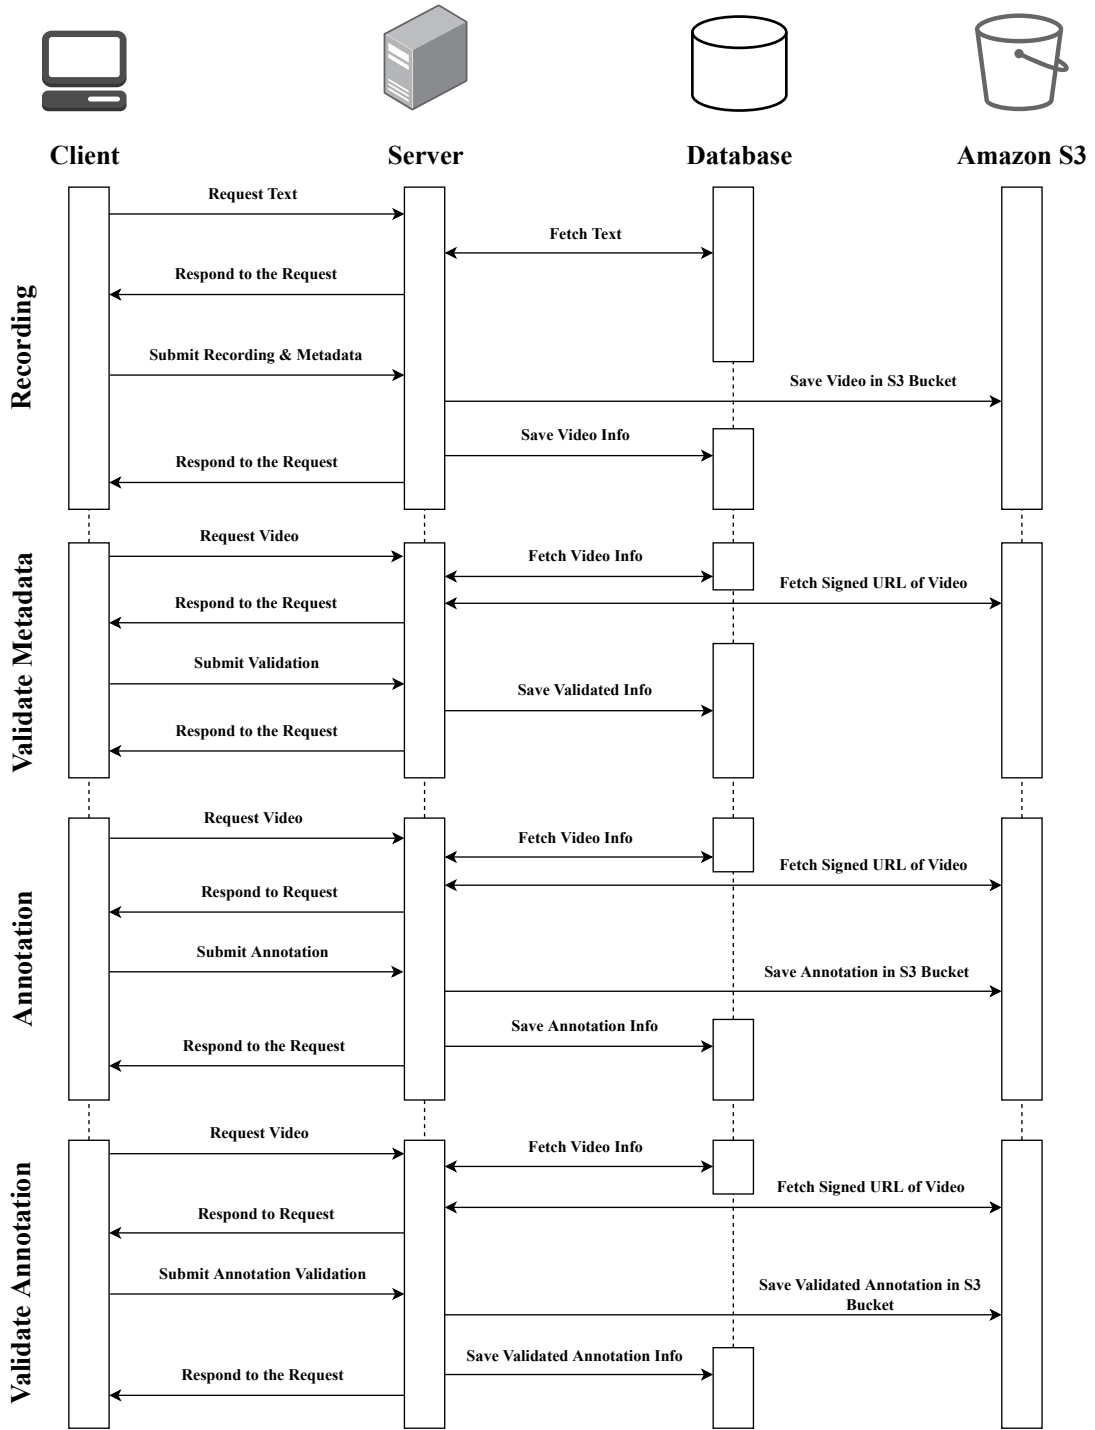 Client
Server
Database
Amazon S3
Recording
Request Text
Fetch Text
Respond to the Request
Submit Recording & Metadata
Save Video in S3 Bucket
Save Video Info
Respond to the Request
Validate Metadata
Request Video
Fetch Video Info
Fetch Signed URL of Video
Respond to the Request
Submit Validation
Save Validated Info
Respond to the Request
Annotation
Request Video
Fetch Video Info
Fetch Signed URL of Video
Respond to Request
Submit Annotation
Save Annotation in S3 Bucket
Save Annotation Info
Respond to the Request
Validate Annotation
Request Video
Fetch Video Info
Fetch Signed URL of Video
Respond to Request
Submit Annotation Validation
Save Validated Annotation in S3
Bucket
Save Validated Annotation Info
Respond to the Request